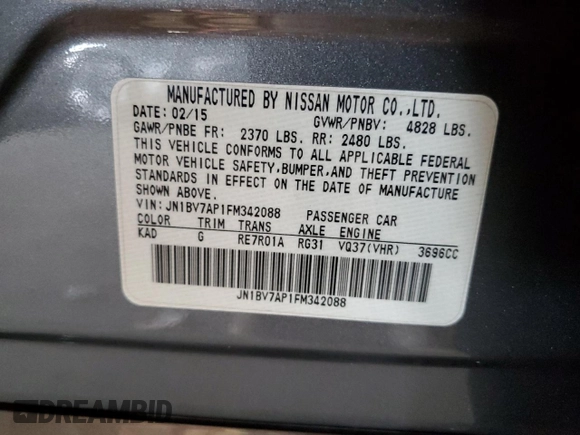 MANUFACTURED BY NISSAN MOTOR CO.,LTD.
DATE: 02/15 GVWR/PNBV: 4828 LBS.
GAWR/PNBE FR: 2370 LBS. RR: 2480 LBS.
THIS VEHICLE CONFORMS TO ALL APPLICABLE FEDERAL
MOTOR VEHICLE SAFETY,BUMPER,AND THEFT PREVENTION
STANDARDS IN EFFECT ON THE DATE OF MANUFACTURE
SHOWN ABOVE.
VIN: JN1BV7AP1FM342088 PASSENGER CAR
COLOR TRIM TRANS AXLE ENGINE
KAD G RE7R01A RG31 VQ37(VHR) 3696CC
JN1BV7AP1FM342088
DREAMBID